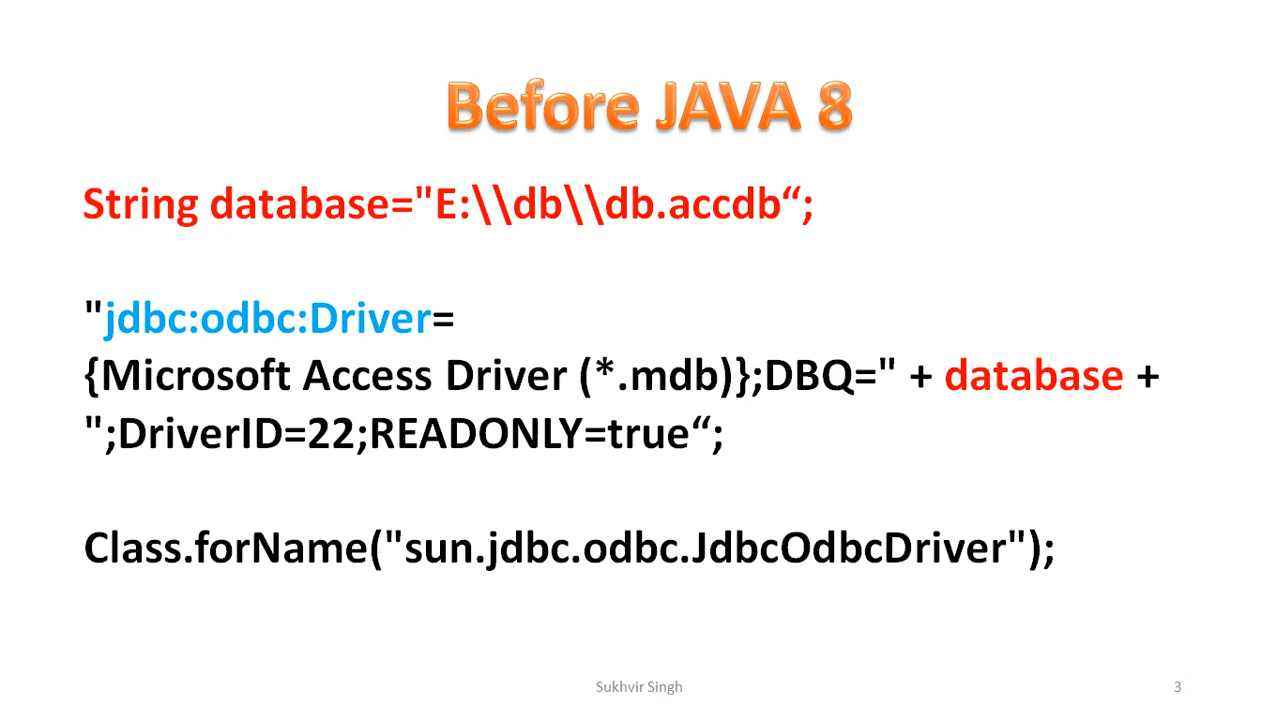 Before JAVA 8
String database="E:\\db\\db.accdb“;
"jdbc:odbc:Driver=
{Microsoft Access Driver (*.mdb)};DBQ=" + database +
";DriverID=22;READONLY=true“;
Class.forName("sun.jdbc.odbc.JdbcOdbcDriver");
Sukhvir Singh
3